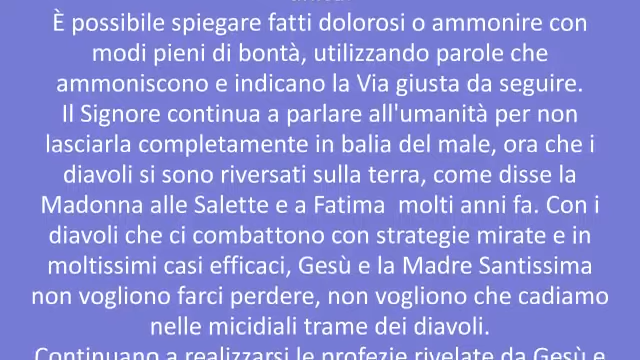 È possibile spiegare fatti dolorosi o ammonire con
modi pieni di bontà, utilizzando parole che
ammoniscono e indicano la Via giusta da seguire.
Il Signore continua a parlare all'umanità per non
lasciarla completamente in balia del male, ora che i
diavoli si sono riversati sulla terra, come disse la
Madonna alle Salette e a Fatima  molti anni fa. Con i
diavoli che ci combattono con strategie mirate e in
moltissimi casi efficaci, Gesù e la Madre Santissima
non vogliono farci perdere, non vogliono che cadiamo
nelle micidiali trame dei diavoli.
Continuano a realizzarsi le profezie rivelate da Gesù e